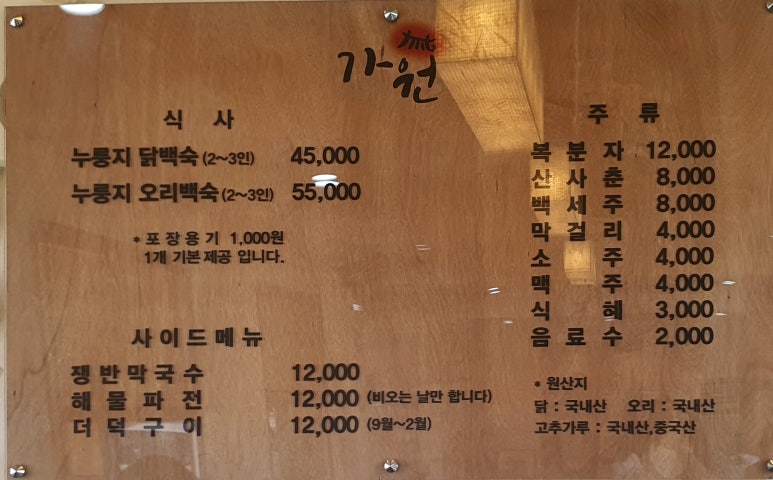 가원
식 사
누룽지 닭백숙 (2~3인) 45,000
누룽지 오리백숙 (2~3인) 55,000
* 포 장 용 기 1,000원
1개 기본 제공 입니다.
사 이 드 메 뉴
쟁 반 막 국 수 12,000
해 물 파 전 12,000 (비오는 날만 합니다)
더 덕 구 이 12,000 (9월~2월)
주 류
복 분 자 12,000
산 사 춘 8,000
백 세 주 8,000
막 걸 리 4,000
소 주 4,000
맥 주 4,000
식 혜 3,000
음 료 수 2,000
* 원산지
닭 : 국내산 오리 : 국내산
고추가루 : 국내산,중국산